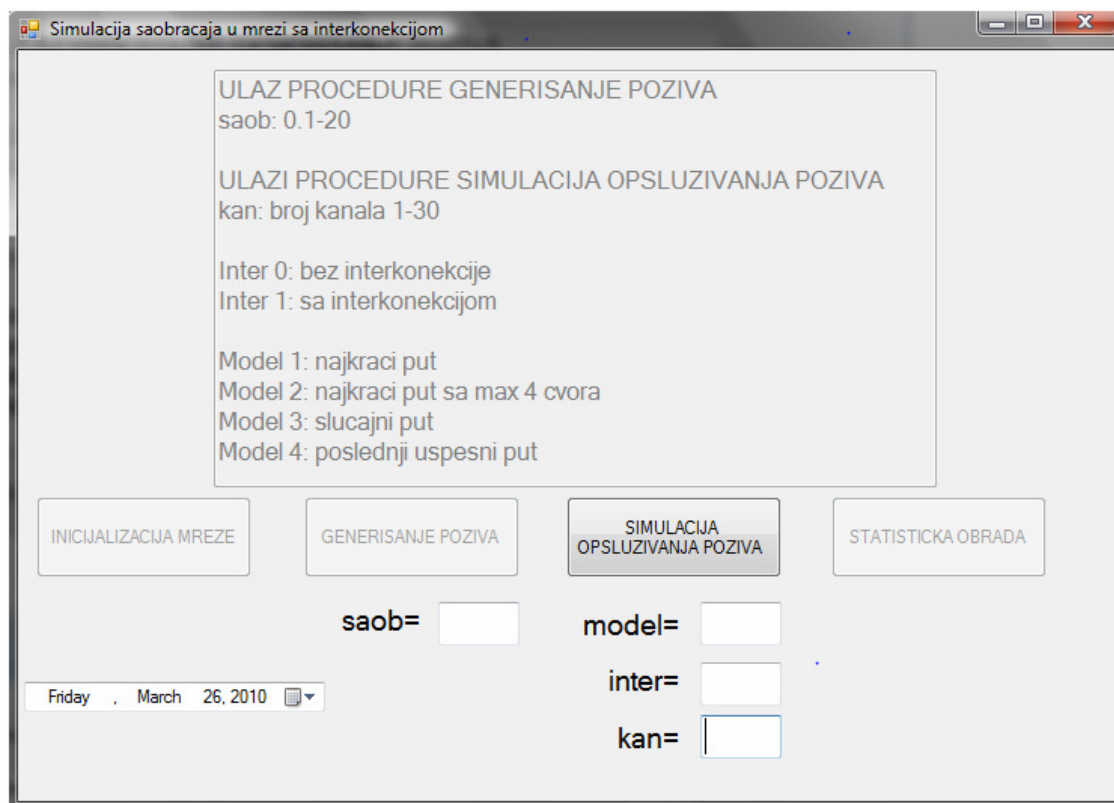 Simulacija saobracaja u mrezi sa interkonekcijom
ULAZ PROCEDURE GENERISANJE POZIVA
saob: 0.1-20
ULAZI PROCEDURE SIMULACIJA OPSLUZIVANJA POZIVA
kan: broj kanala 1-30
Inter 0: bez interkonekcije
Inter 1: sa interkonekcijom
Model 1: najkraci put
Model 2: najkraci put sa max 4 cvora
Model 3: slucajni put
Model 4: poslednji uspesni put
INICIJALIZACIJA MREZE
GENERISANJE POZIVA
SIMULACIJA
OPSLUZIVANJA POZIVA
STATISTICKA OBRADA
saob=
model=
inter=
Friday , March 26, 2010
kan=